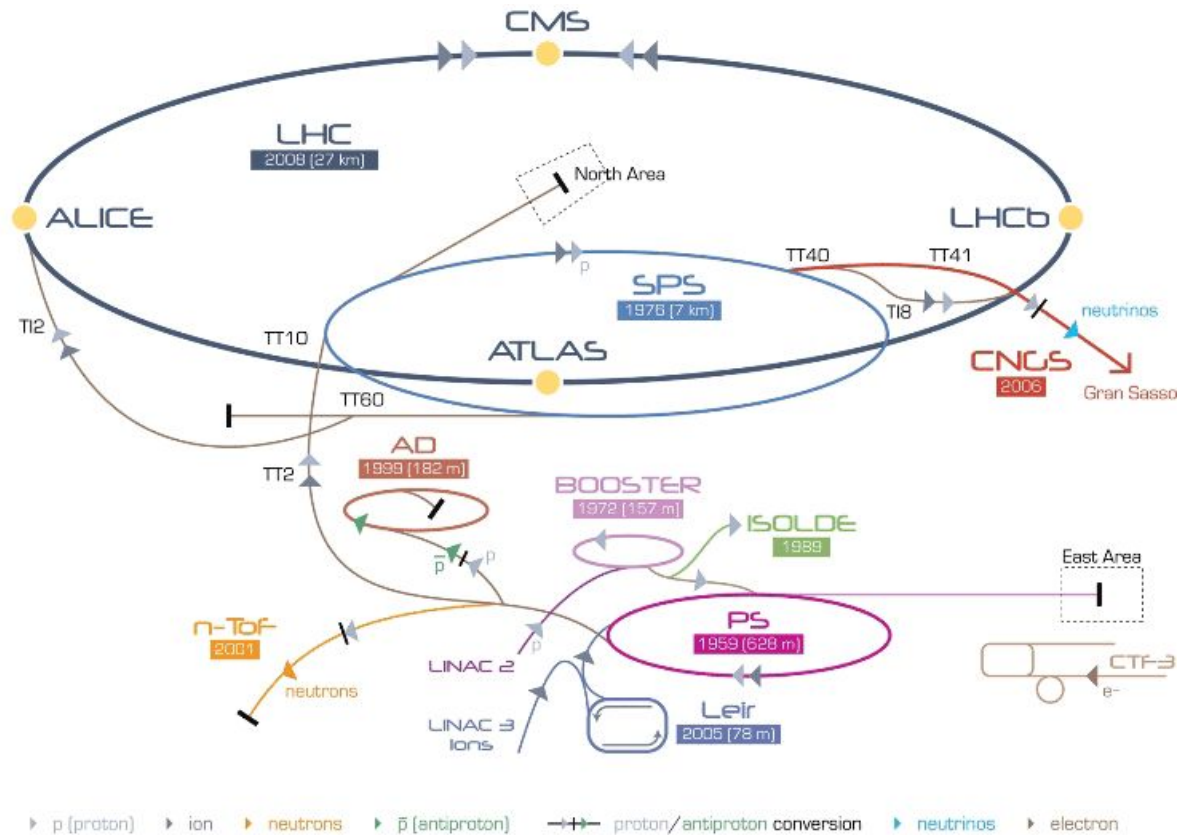 CMS
LHC
2008 (27 km)
North Area
ALICE
LHCb
TT40
TT41
SPS
1976 (7 km)
p
TI8
TI2
TT10
neutrinos
ATLAS
CNGS
2006
Gran Sasso
TT60
AD
1999 (182 m)
TT2
BOOSTER
1972 (157 m)
ISOLDE
1989
p̅
p
East Area
n-Tof
2001
PS
1959 (628 m)
LINAC 2
p
CTF-3
e-
neutrons
LINAC 3
Ions
Leir
2005 (78 m)
p (proton) ion neutrons p̅ (antiproton) proton/antiproton conversion neutrinos electron